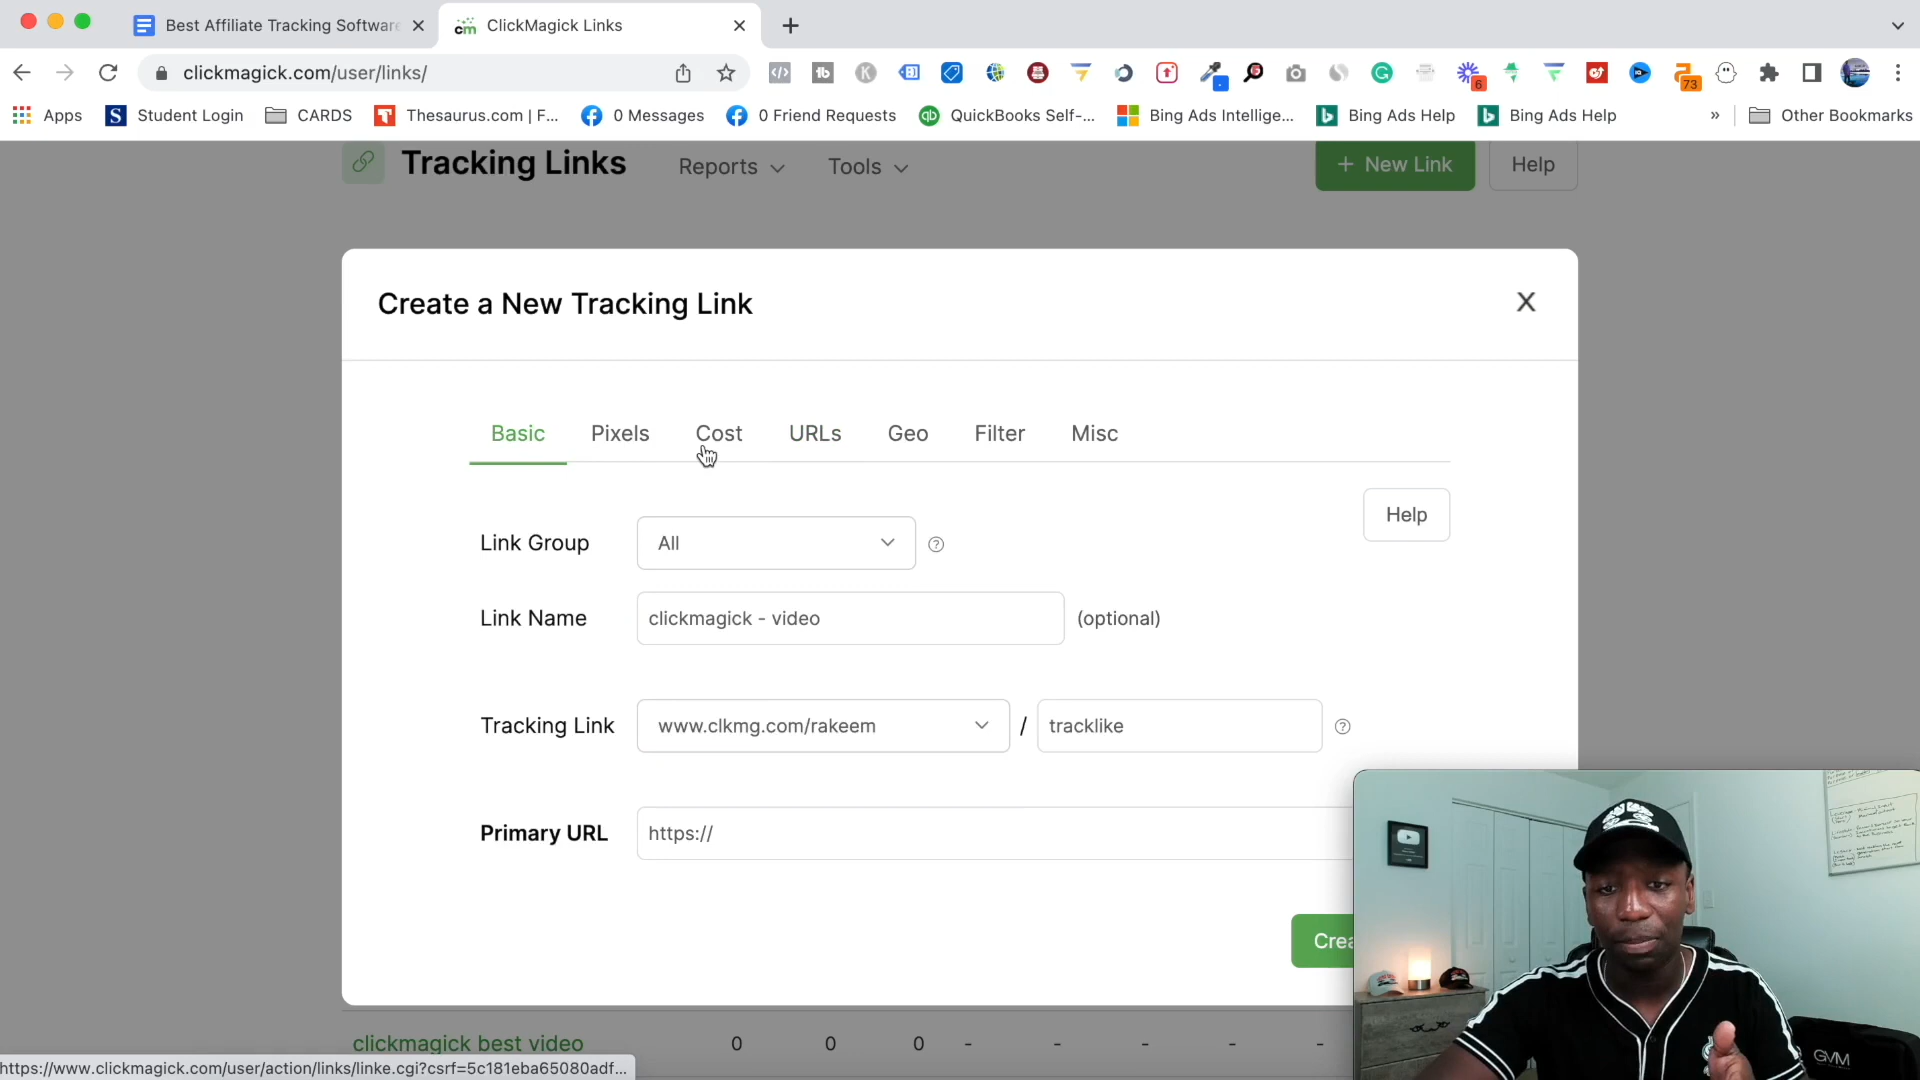 Best Affiliate Tracking Software
cm ClickMagick Links
clickmagick.com/user/links/
6
73
Apps
Student Login
CARDS
Thesaurus.com | F...
0 Messages
0 Friend Requests
QuickBooks Self-...
Bing Ads Intellige...
Bing Ads Help
Bing Ads Help
»
Other Bookmarks
Tracking Links
Reports
Tools
+ New Link
Help
Create a New Tracking Link
X
Basic
Pixels
Cost
URLs
Geo
Filter
Misc
Help
Link Group
All
Link Name
clickmagick - video
(optional)
Tracking Link
www.clkmg.com/rakeem
/
tracklike
Primary URL
https://
Crea
clickmagick best video
0
0
0
-
-
-
-
-
https://www.clickmagick.com/user/action/links/linke.cgi?csrf=5c181eba65080adf...
GVM